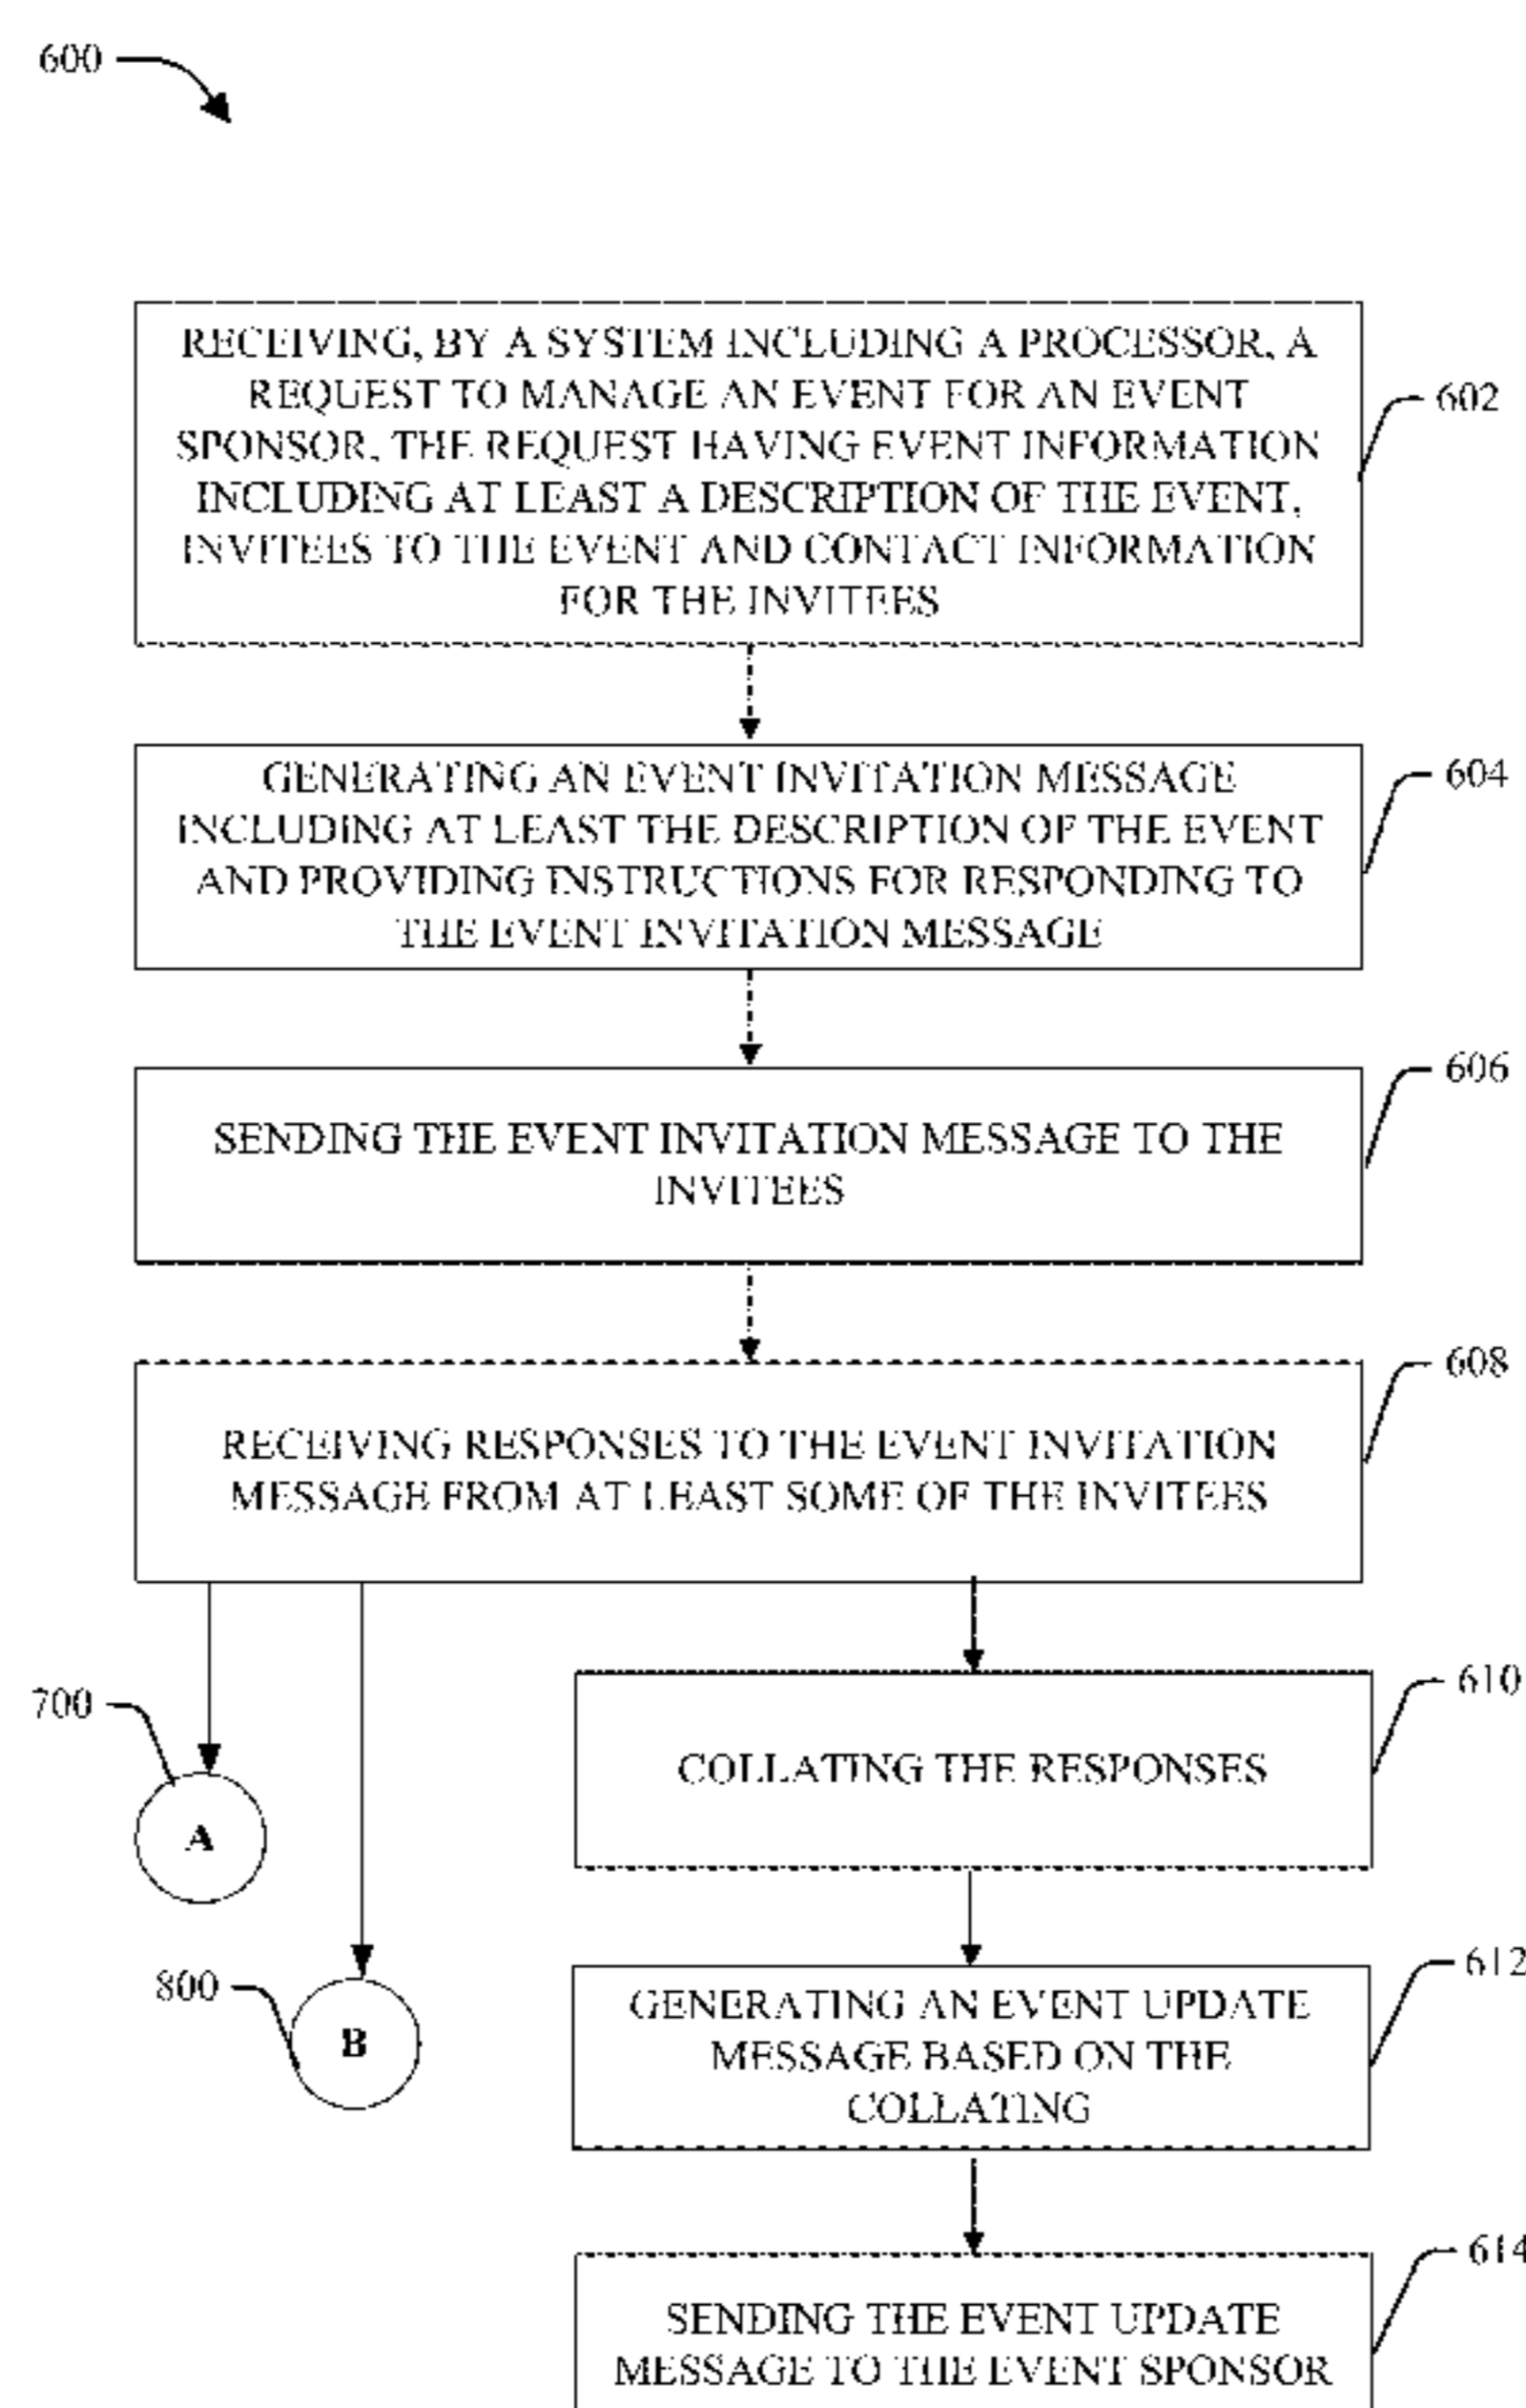 600
RECEIVING, BY A SYSTEM INCLUDING A PROCESSOR, A
REQUEST TO MANAGE AN EVENT FOR AN EVENT
SPONSOR, THE REQUEST HAVING EVENT INFORMATION
INCLUDING AT LEAST A DESCRIPTION OF THE EVENT,
INVITEES TO THE EVENT AND CONTACT INFORMATION
FOR THE INVITEES
602
GENERATING AN EVENT INVITATION MESSAGE
INCLUDING AT LEAST THE DESCRIPTION OF THE EVENT
AND PROVIDING INSTRUCTIONS FOR RESPONDING TO
THE EVENT INVITATION MESSAGE
604
SENDING THE EVENT INVITATION MESSAGE TO THE
INVITEES
606
RECEIVING RESPONSES TO THE EVENT INVITATION
MESSAGE FROM AT LEAST SOME OF THE INVITEES
608
700
A
800
B
COLLATING THE RESPONSES
610
GENERATING AN EVENT UPDATE
MESSAGE BASED ON THE
COLLATING
612
SENDING THE EVENT UPDATE
MESSAGE TO THE EVENT SPONSOR
614